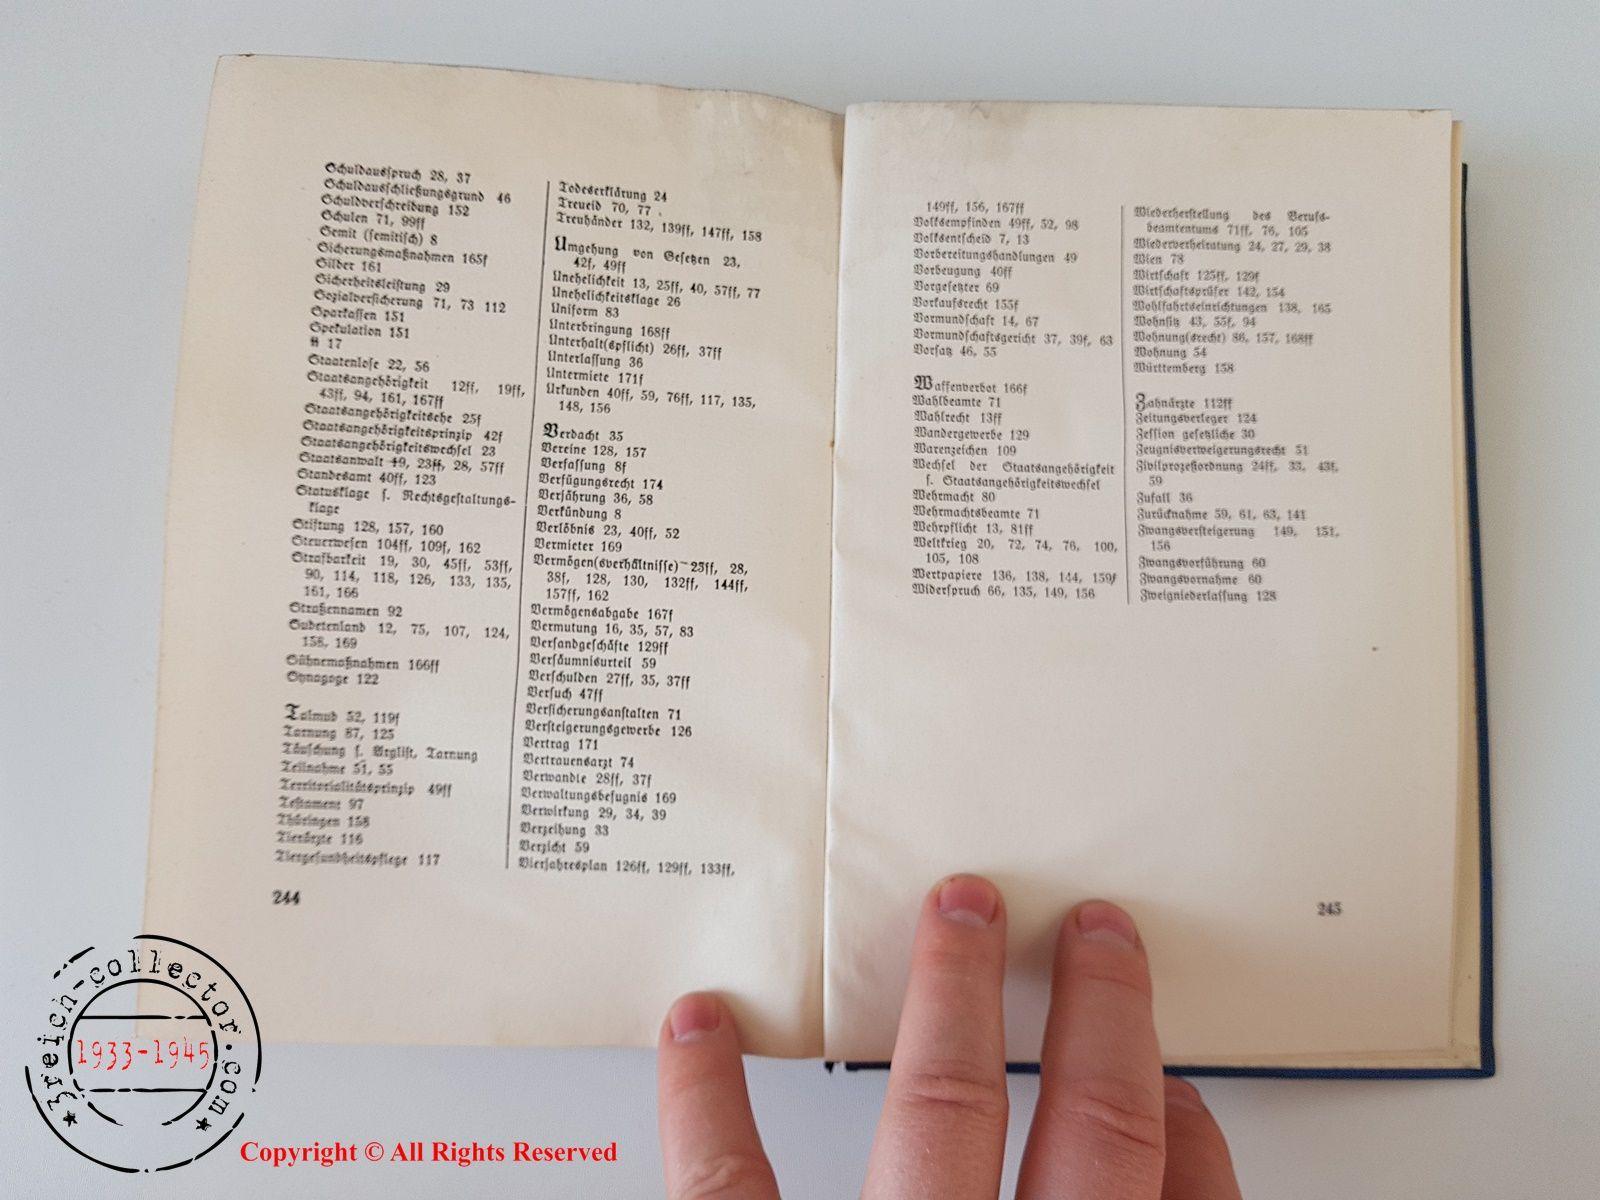 Schuldausspruch 28, 37
Schuldausschließungsgrund 46
Schuldverschreibung 152
Schulen 71, 99ff
Semit (semitisch) 8
Sicherungsmaßnahmen 165f
Silber 161
Sicherheitsleistung 29
Sozialversicherung 71, 73 112
Sparkassen 151
Spekulation 151
SS 17
Staatenlose 22, 56
Staatsangehörigkeit 12ff, 19ff,
43ff, 94, 161, 167ff
Staatsangehörigkeitsehe 25f
Staatsangehörigkeitsprinzip 42f
Staatsangehörigkeitswechsel 23
Staatsanwalt 49, 23ff, 28, 57ff
Standesamt 40ff, 123
Statusklage s. Rechtsgestaltungs-
klage
Stiftung 128, 157, 160
Steuerwesen 104ff, 109f, 162
Strafbarkeit 19, 30, 45ff, 53ff,
90, 114, 118, 126, 133, 135,
161, 166
Straßennamen 92
Sudetenland 12, 75, 107, 124,
158, 169
Sühnemaßnahmen 166ff
Synagoge 122
Talmud 52, 119f
Tarnung 87, 125
Täuschung s. Arglist, Tarnung
Teilnahme 51, 55
Territorialitätsprinzip 49ff
Testament 97
Thüringen 158
Tierärzte 116
Tiergesundheitspflege 117
244
Todeserklärung 24
Treueid 70, 77
Treuhänder 132, 139ff, 147ff, 158
Umgehung von Gesetzen 23,
42f, 49ff
Unehelichkeit 13, 25ff, 40, 57ff, 77
Unehelichkeitsklage 26
Uniform 83
Unterbringung 168ff
Unterhalt(spflicht) 26ff, 37ff
Unterlassung 36
Untermiete 171f
Urkunden 40ff, 59, 76ff, 117, 135,
148, 156
Verdacht 35
Vereine 128, 157
Verfassung 8f
Verfügungsrecht 174
Verjährung 36, 58
Verkündung 8
Verlöbnis 23, 40ff, 52
Vermieter 169
Vermögen(sverhältnisse) 25ff, 28,
38f, 128, 130, 132ff, 144ff,
157ff, 162
Vermögensabgabe 167f
Vermutung 16, 35, 57, 83
Versandgeschäfte 129ff
Versäumnisurteil 59
Verschulden 27ff, 35, 37ff
Versuch 47ff
Versicherungsanstalten 71
Versteigerungsgewerbe 126
Vertrag 171
Vertrauensarzt 74
Verwandte 28ff, 37f
Verwaltungsbefugnis 169
Verwirkung 29, 34, 39
Verzeihung 33
Verzicht 59
Vierjahresplan 126ff, 129ff, 133ff,
149ff, 156, 167ff
Volksempfinden 49ff, 52, 98
Volksentscheid 7, 13
Vorbereitungshandlungen 49
Vorbeugung 40ff
Vorgesetzter 69
Vorkaufsrecht 155f
Vormundschaft 14, 67
Vormundschaftsgericht 37, 39f, 63
Vorsatz 46, 55
Waffenverbot 166f
Wahlbeamte 71
Wahlrecht 13ff
Wandergewerbe 129
Warenzeichen 109
Wechsel der Staatsangehörigkeit
s. Staatsangehörigkeitswechsel
Wehrmacht 80
Wehrmachtsbeamte 71
Wehrpflicht 13, 81ff
Weltkrieg 20, 72, 74, 76, 100,
105, 108
Wertpapiere 136, 138, 144, 159f
Widerspruch 66, 135, 149, 156
Wiederherstellung des Berufs-
beamtentums 71ff, 76, 105
Wiederverheiratung 24, 27, 29, 38
Wien 78
Wirtschaft 125ff, 129f
Wirtschaftsprüfer 142, 154
Wohlfahrtseinrichtungen 138, 165
Wohnsitz 43, 55f, 94
Wohnung(srecht) 86, 157, 168ff
Wohnung 54
Württemberg 158
Zahnärzte 112ff
Zeitungsverleger 124
Zession gesetzliche 30
Zeugnisverweigerungsrecht 51
Zivilprozeßordnung 24ff, 33, 43f,
59
Zufall 36
Zurücknahme 59, 61, 63, 141
Zwangsversteigerung 149, 151,
156
Zwangsvorführung 60
Zwangsvornahme 60
Zweigniederlassung 128
245
3reich-collector.com
1933-1945
Copyright © All Rights Reserved